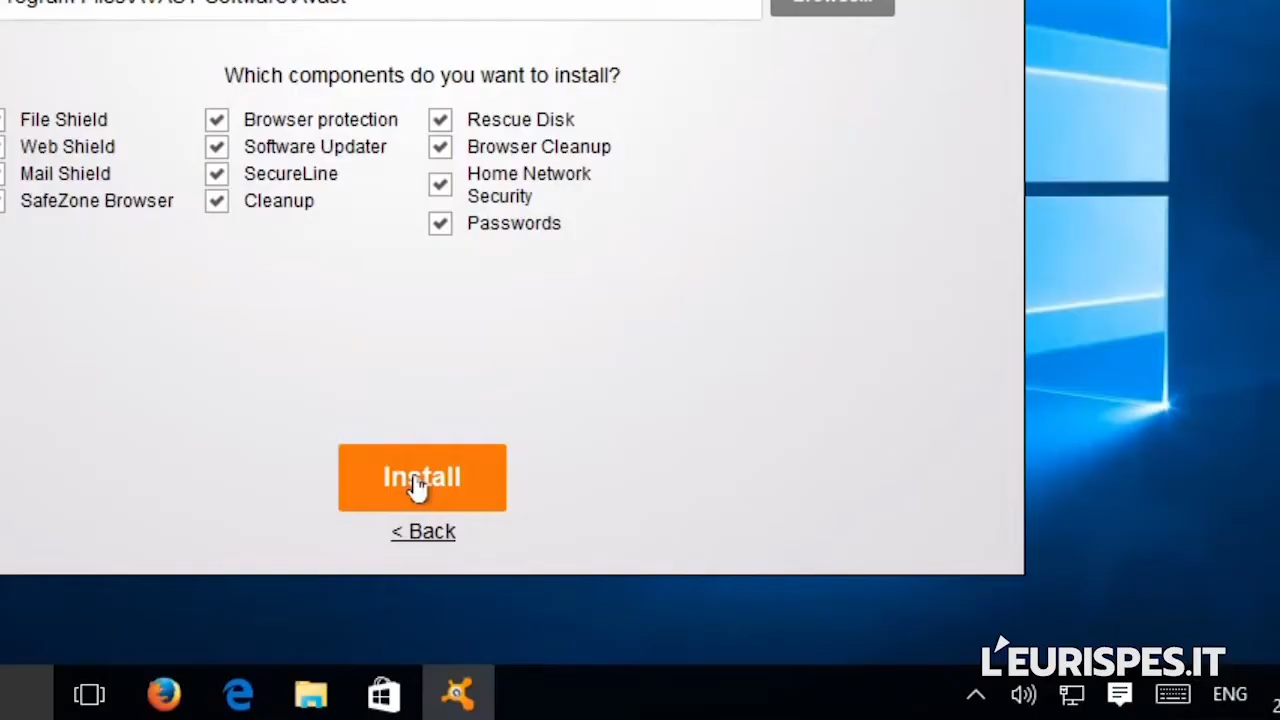 Which components do you want to install?
File Shield
Browser protection
Rescue Disk
Web Shield
Software Updater
Browser Cleanup
Mail Shield
SecureLine
Home Network
Security
SafeZone Browser
Cleanup
Passwords
Install
< Back
L'EURISPES.IT
ENG